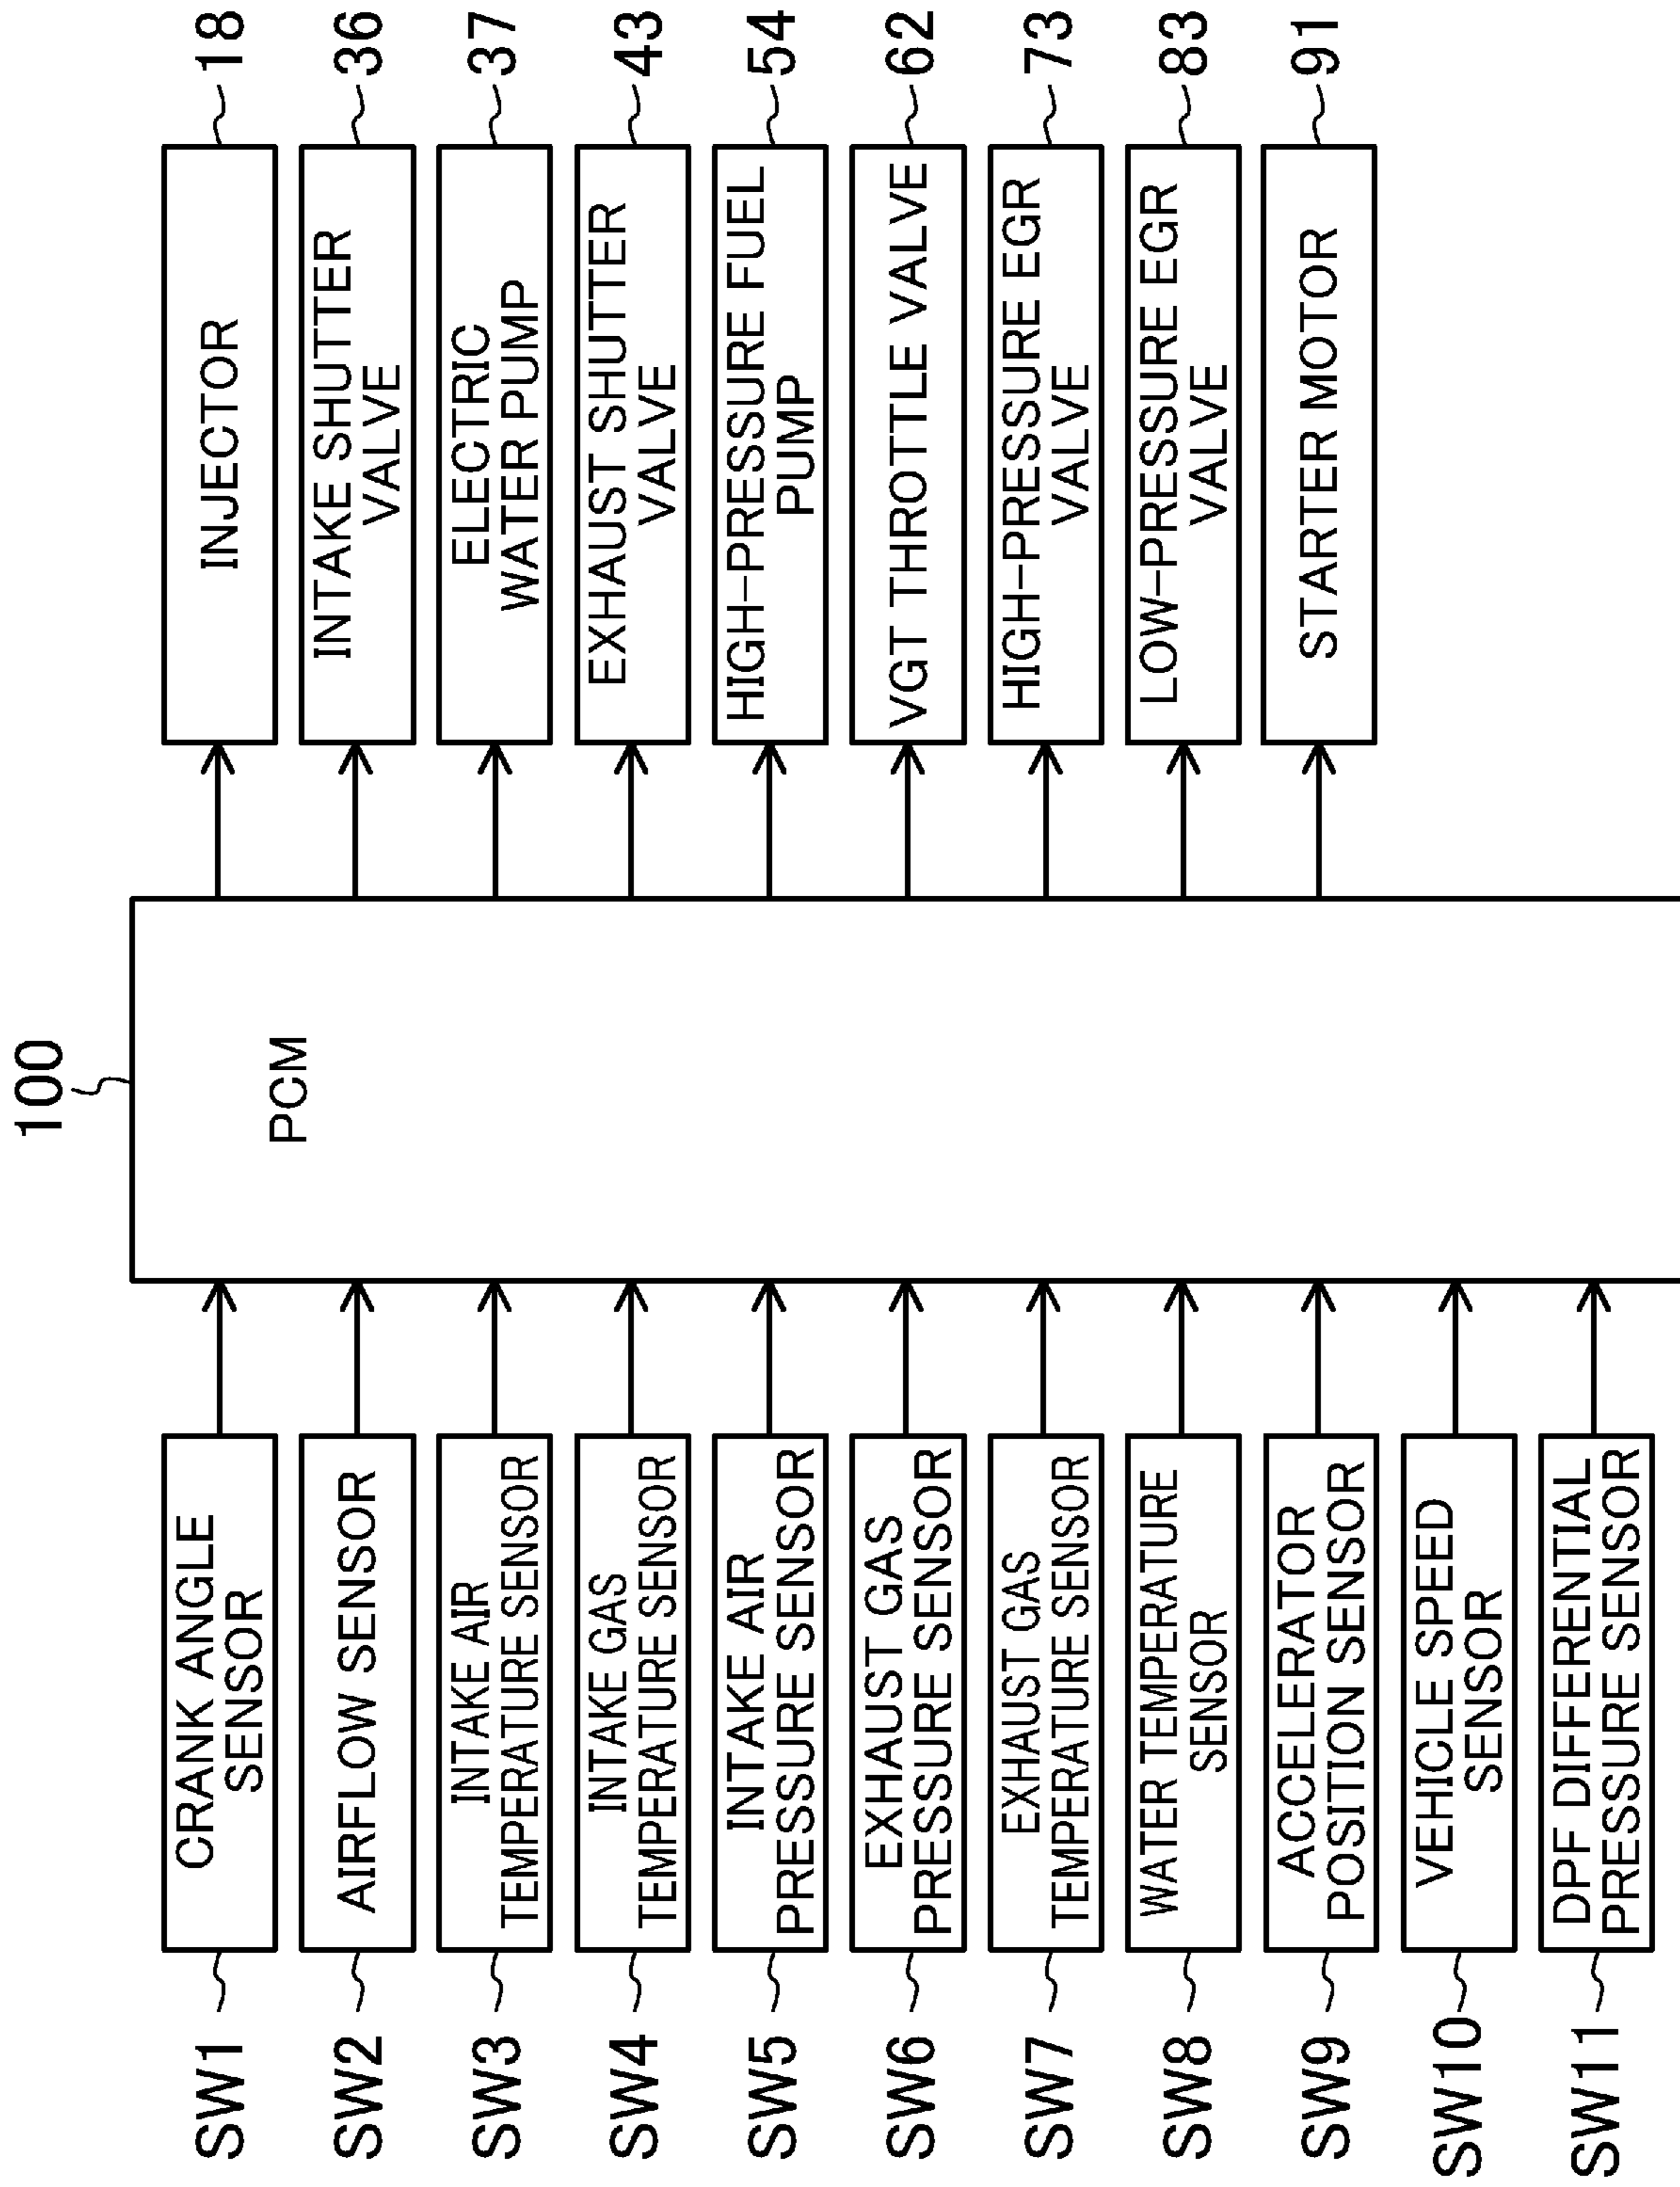 100
PCM
SW1
CRANK ANGLE
SENSOR
SW2
AIRFLOW SENSOR
SW3
INTAKE AIR
TEMPERATURE SENSOR
SW4
INTAKE GAS
TEMPERATURE SENSOR
SW5
INTAKE AIR
PRESSURE SENSOR
SW6
EXHAUST GAS
PRESSURE SENSOR
SW7
EXHAUST GAS
TEMPERATURE SENSOR
SW8
WATER TEMPERATURE
SENSOR
SW9
ACCELERATOR
POSITION SENSOR
SW10
VEHICLE SPEED
SENSOR
SW11
DPF DIFFERENTIAL
PRESSURE SENSOR
INJECTOR
18
INTAKE SHUTTER
VALVE
36
ELECTRIC
WATER PUMP
37
EXHAUST SHUTTER
VALVE
43
HIGH-PRESSURE FUEL
PUMP
54
VGT THROTTLE VALVE
62
HIGH-PRESSURE EGR
VALVE
73
LOW-PRESSURE EGR
VALVE
83
STARTER MOTOR
91